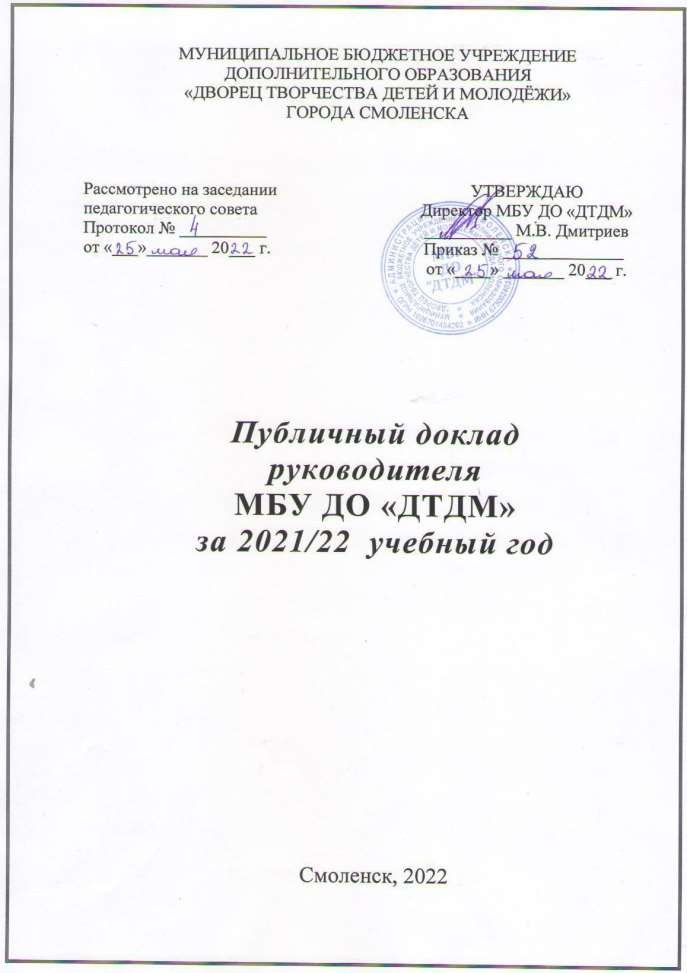 МУНИЦИПАЛЬНОЕ БЮДЖЕТНОЕ УЧРЕЖДЕНИЕ
ДОПОЛНИТЕЛЬНОГО ОБРАЗОВАНИЯ
«ДВОРЕЦ ТВОРЧЕСТВА ДЕТЕЙ И МОЛОДЁЖИ»
ГОРОДА СМОЛЕНСКА
Рассмотрено на заседании
педагогического совета
Протокол № 4
от «25» мая 2022 г.
УТВЕРЖДАЮ
Директор МБУ ДО «ДТДМ»
М.В. Дмитриев
Приказ № 52
от «25» мая 2022 г.
"ДТДМ"
Публичный доклад
руководителя
МБУ ДО «ДТДМ»
за 2021/22 учебный год
Смоленск, 2022